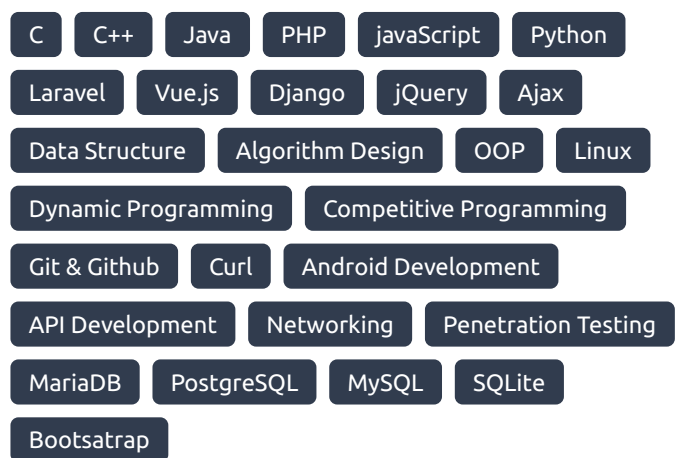 C C++ Java PHP javaScript Python
Laravel Vue.js Django jQuery Ajax
Data Structure Algorithm Design OOP Linux
Dynamic Programming Competitive Programming
Git & Github Curl Android Development
API Development Networking Penetration Testing
MariaDB PostgreSQL MySQL SQLite
Bootsatrap